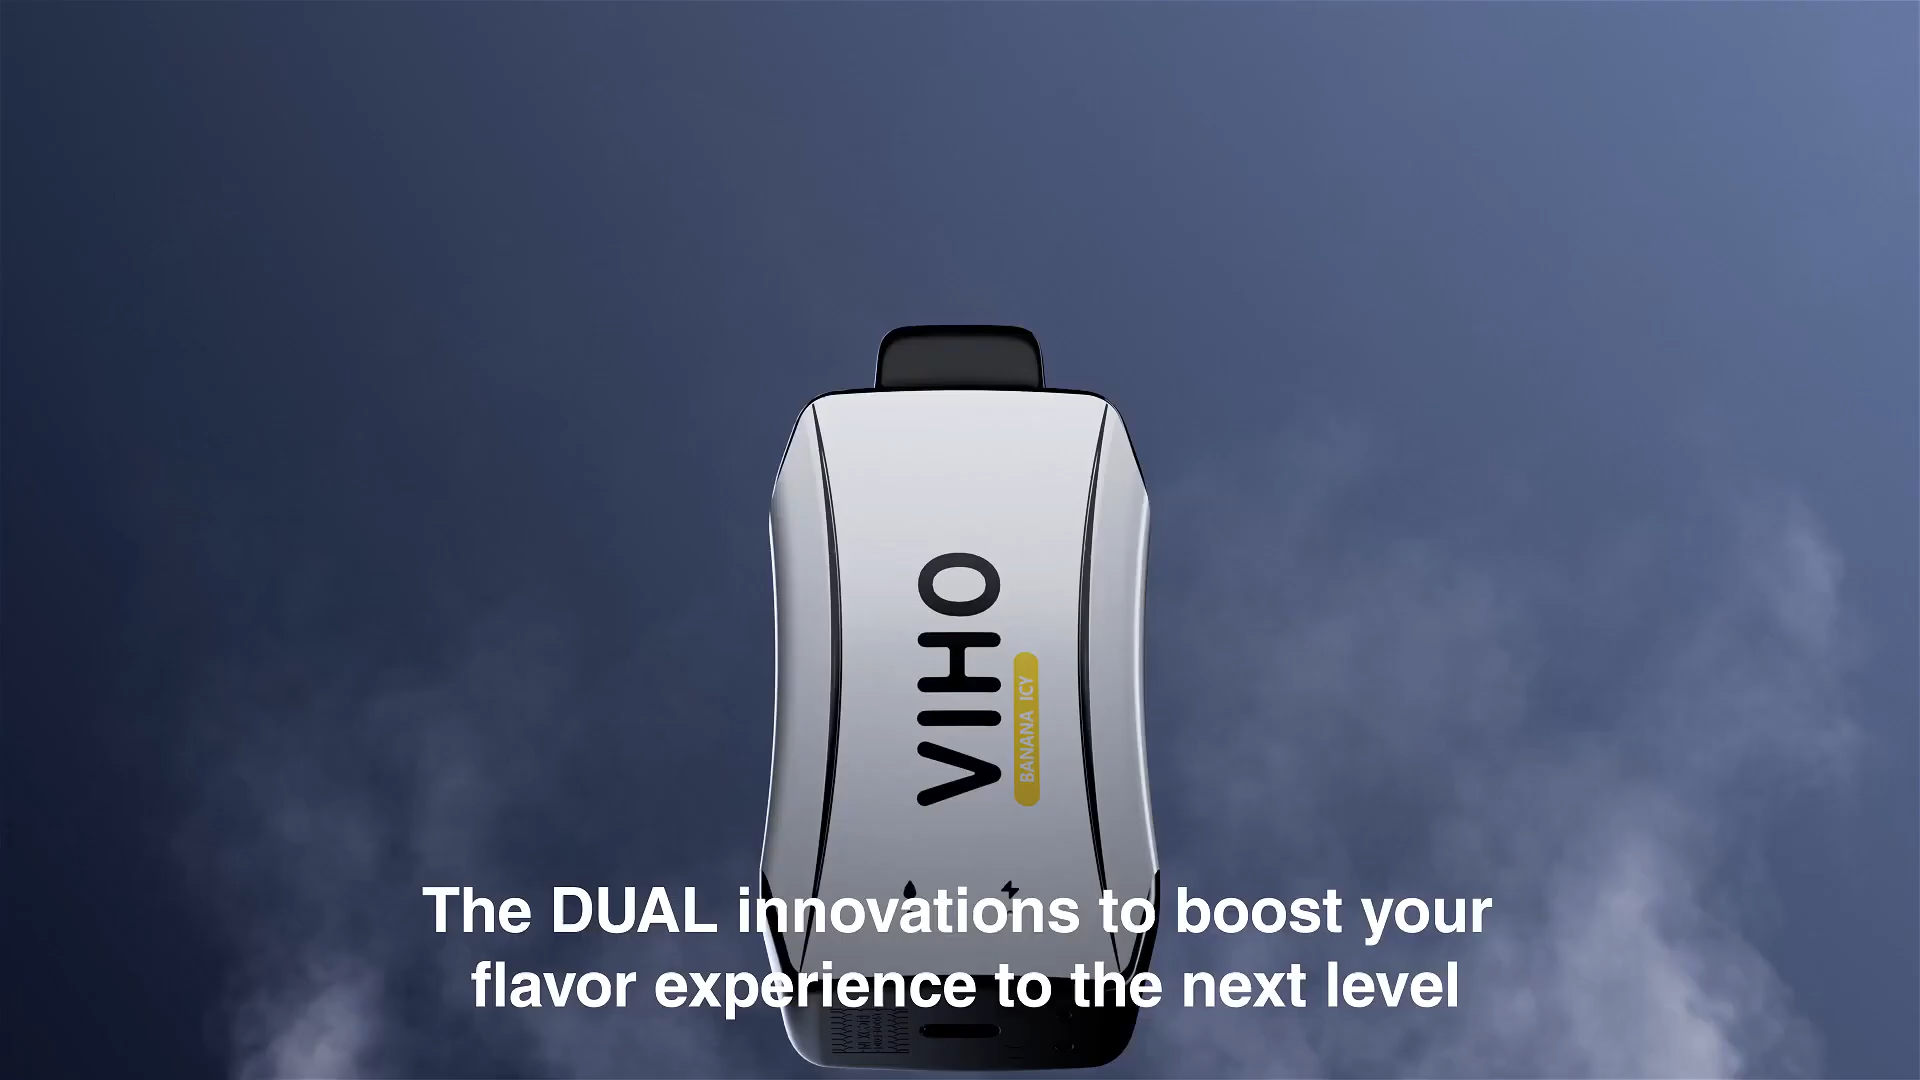 VIHO
BANANA ICY
The DUAL innovations to boost your
flavor experience to the next level